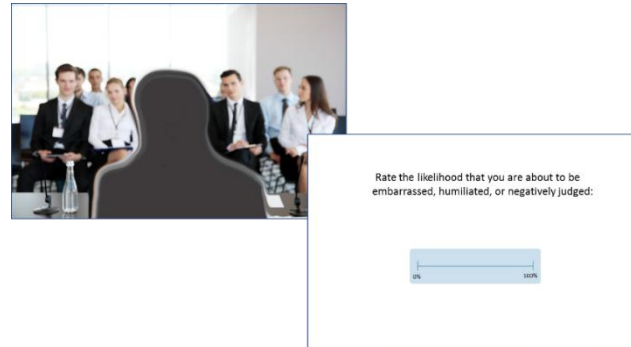 Rate the likelihood that you are about to be
embarrassed, humiliated, or negatively judged:
0% 100%